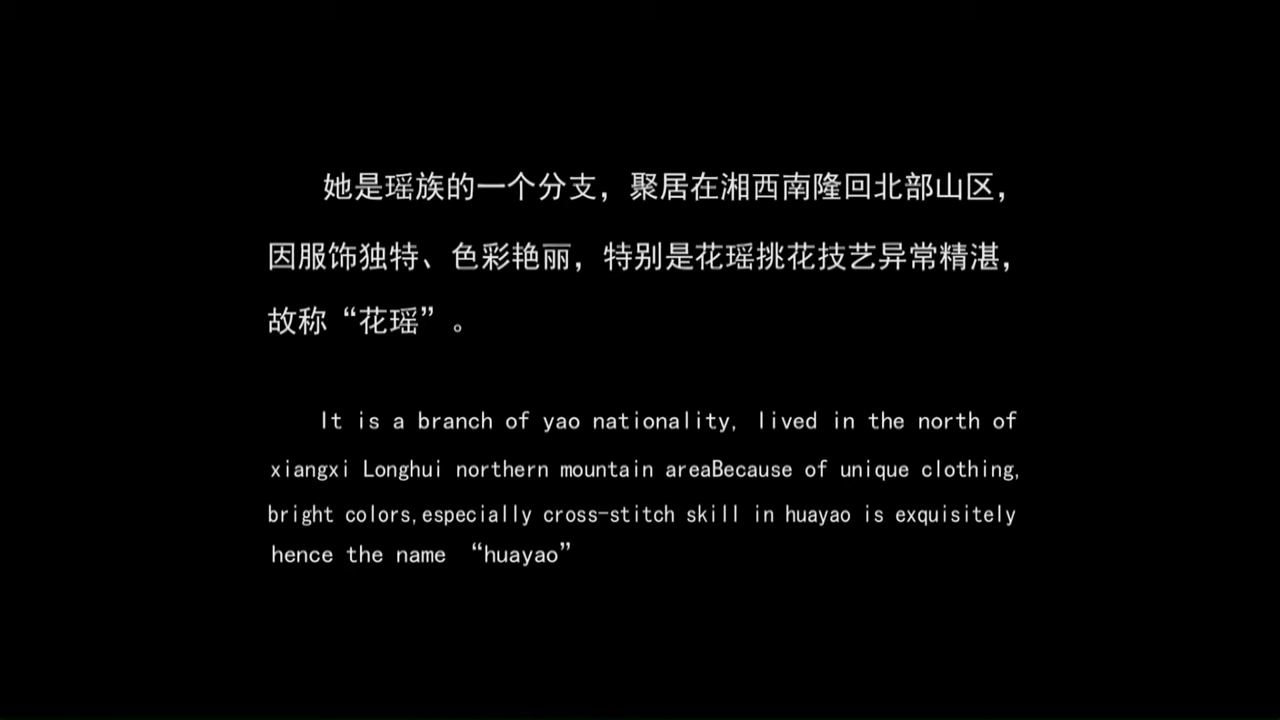 她是瑶族的一个分支，聚居在湘西南隆回北部山区，
因服饰独特、色彩艳丽，特别是花瑶挑花技艺异常精湛，
故称“花瑶”。
It is a branch of yao nationality, lived in the north of
xiangxi Longhui northern mountain areaBecause of unique clothing,
bright colors,especially cross-stitch skill in huayao is exquisitely
hence the name “huayao”